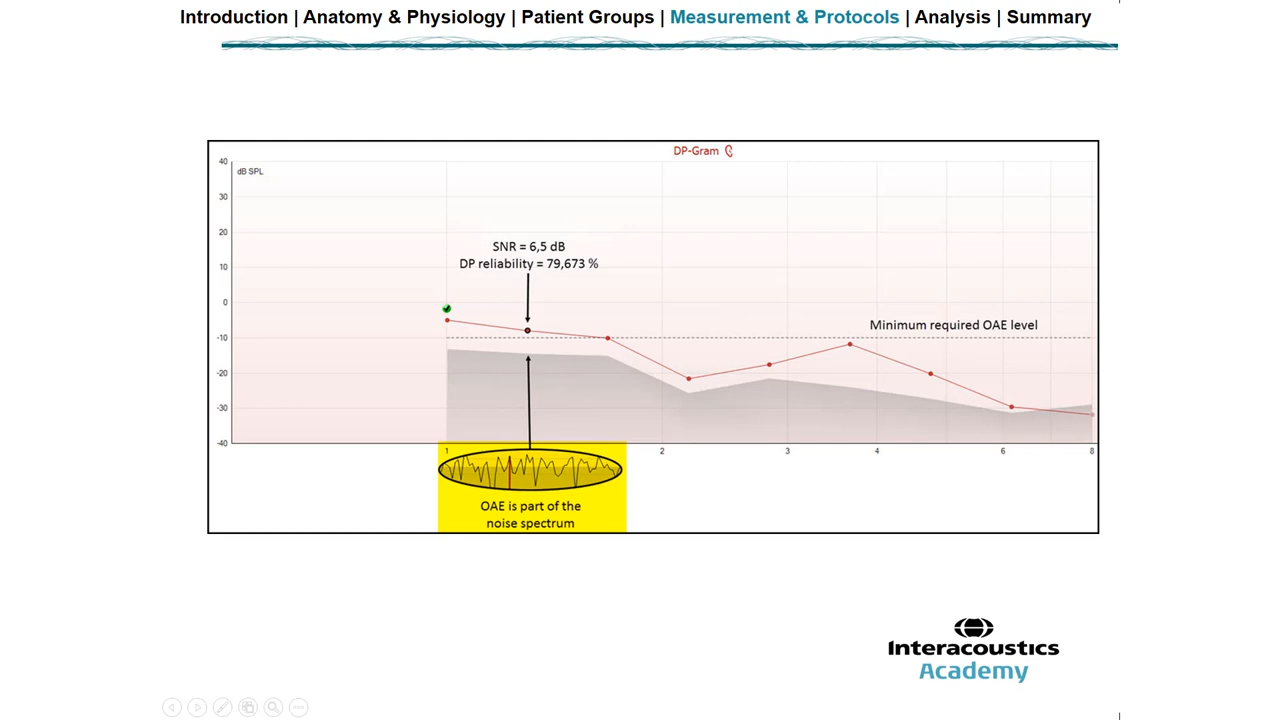 Introduction | Anatomy & Physiology | Patient Groups | Measurement & Protocols | Analysis | Summary
DP-Gram
40
dB SPL
30
20
SNR = 6,5 dB
DP reliability = 79,673 %
10
0
Minimum required OAE level
-10
-20
-30
-40
1
2
3
4
6
8
OAE is part of the
noise spectrum
Interacoustics
Academy